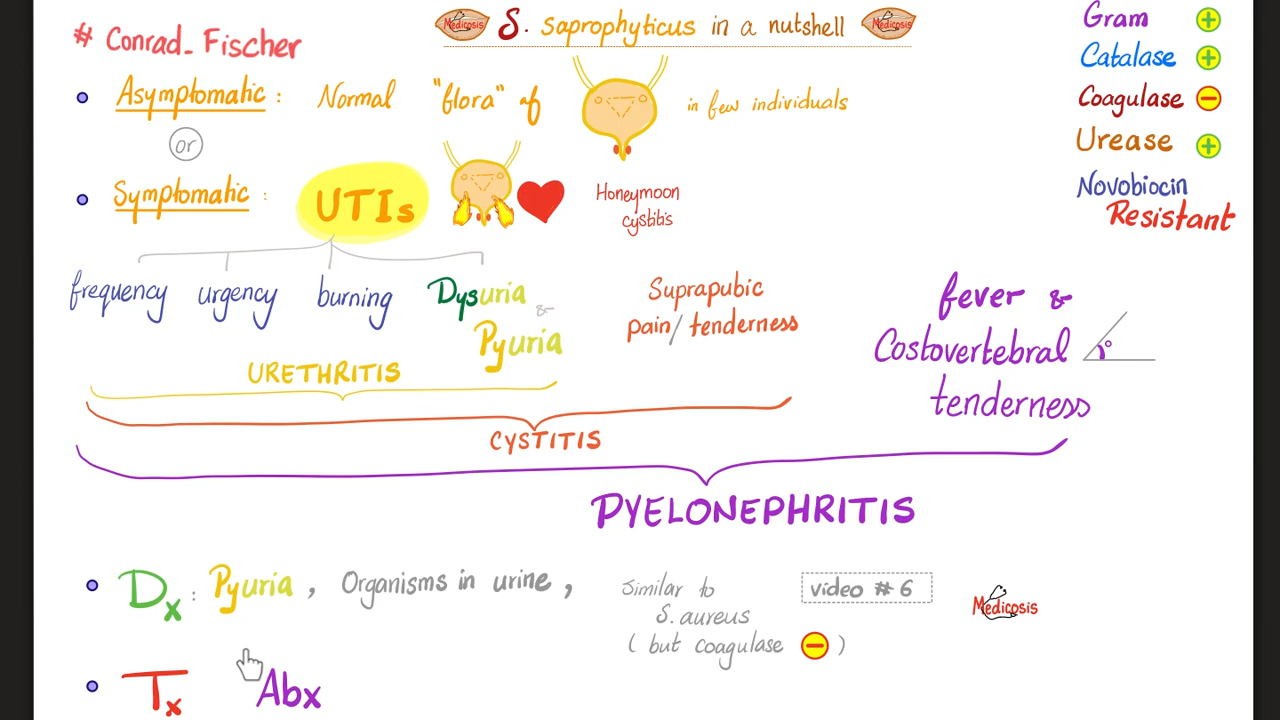 # Conrad_Fischer
Medicosis S. saprophyticus in a nutshell Medicosis
Gram +
Catalase +
Coagulase −
Urease +
Novobiocin
Resistant
Asymptomatic : Normal "flora" of in few individuals
or
Symptomatic : UTIs
Honeymoon
cystitis
frequency urgency burning Dysuria &
Pyuria
Suprapubic
pain/tenderness
fever &
Costovertebral
tenderness
URETHRITIS
CYSTITIS
PYELONEPHRITIS
Dx : Pyuria , Organisms in urine ,
Similar to video # 6
S. aureus
( but coagulase − )
Medicosis
Tx Abx